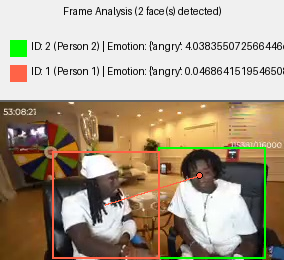 Frame Analysis (2 face(s) detected)
ID: 2 (Person 2) | Emotion: {'angry': 4.038355072566446
ID: 1 (Person 1) | Emotion: {'angry': 0.046864151954650
53:08:21